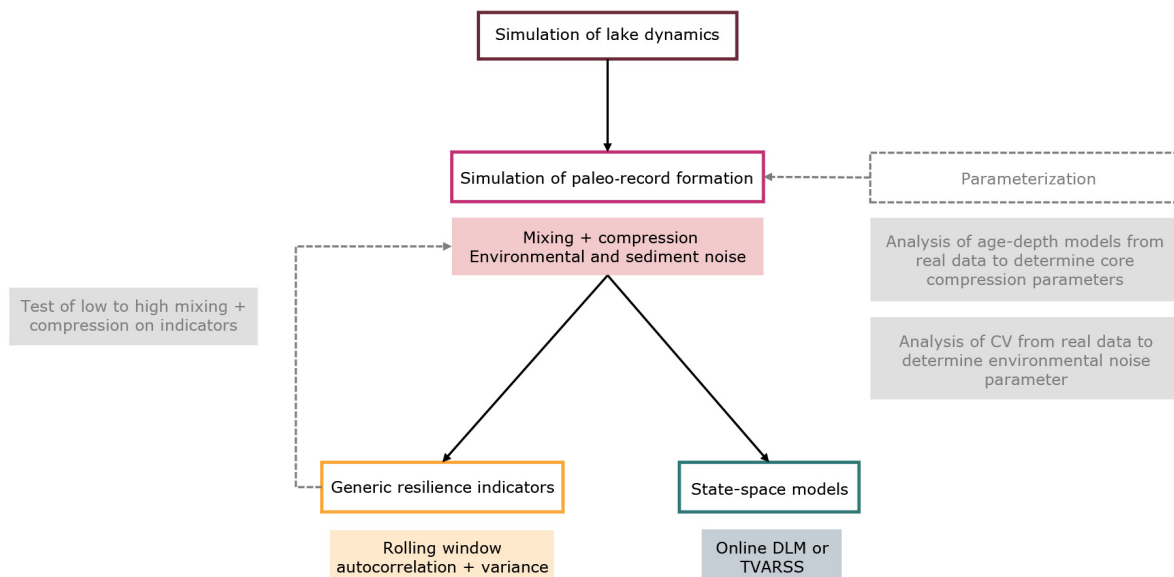 Simulation of lake dynamics
Simulation of paleo-record formation
Parameterization
Mixing + compression
Environmental and sediment noise
Analysis of age-depth models from
real data to determine core
compression parameters
Test of low to high mixing +
compression on indicators
Analysis of CV from real data to
determine environmental noise
parameter
Generic resilience indicators
State-space models
Rolling window
autocorrelation + variance
Online DLM or
TVARSS